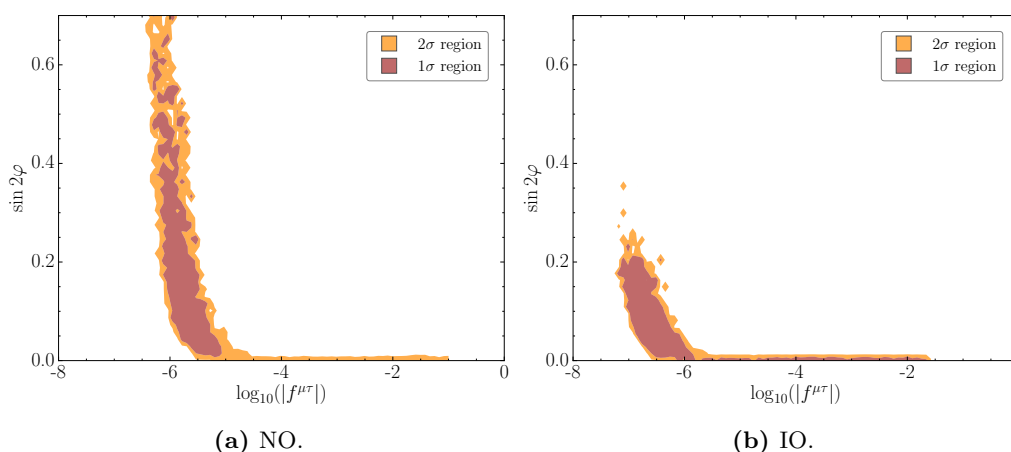 2σ region
1σ region
0.6
0.4
0.2
0.0
sin 2φ
-8
-6
-4
-2
0
log₁₀(|f^{μτ}|)
(a) NO.
2σ region
1σ region
0.6
0.4
0.2
0.0
sin 2φ
-8
-6
-4
-2
log₁₀(|f^{μτ}|)
(b) IO.